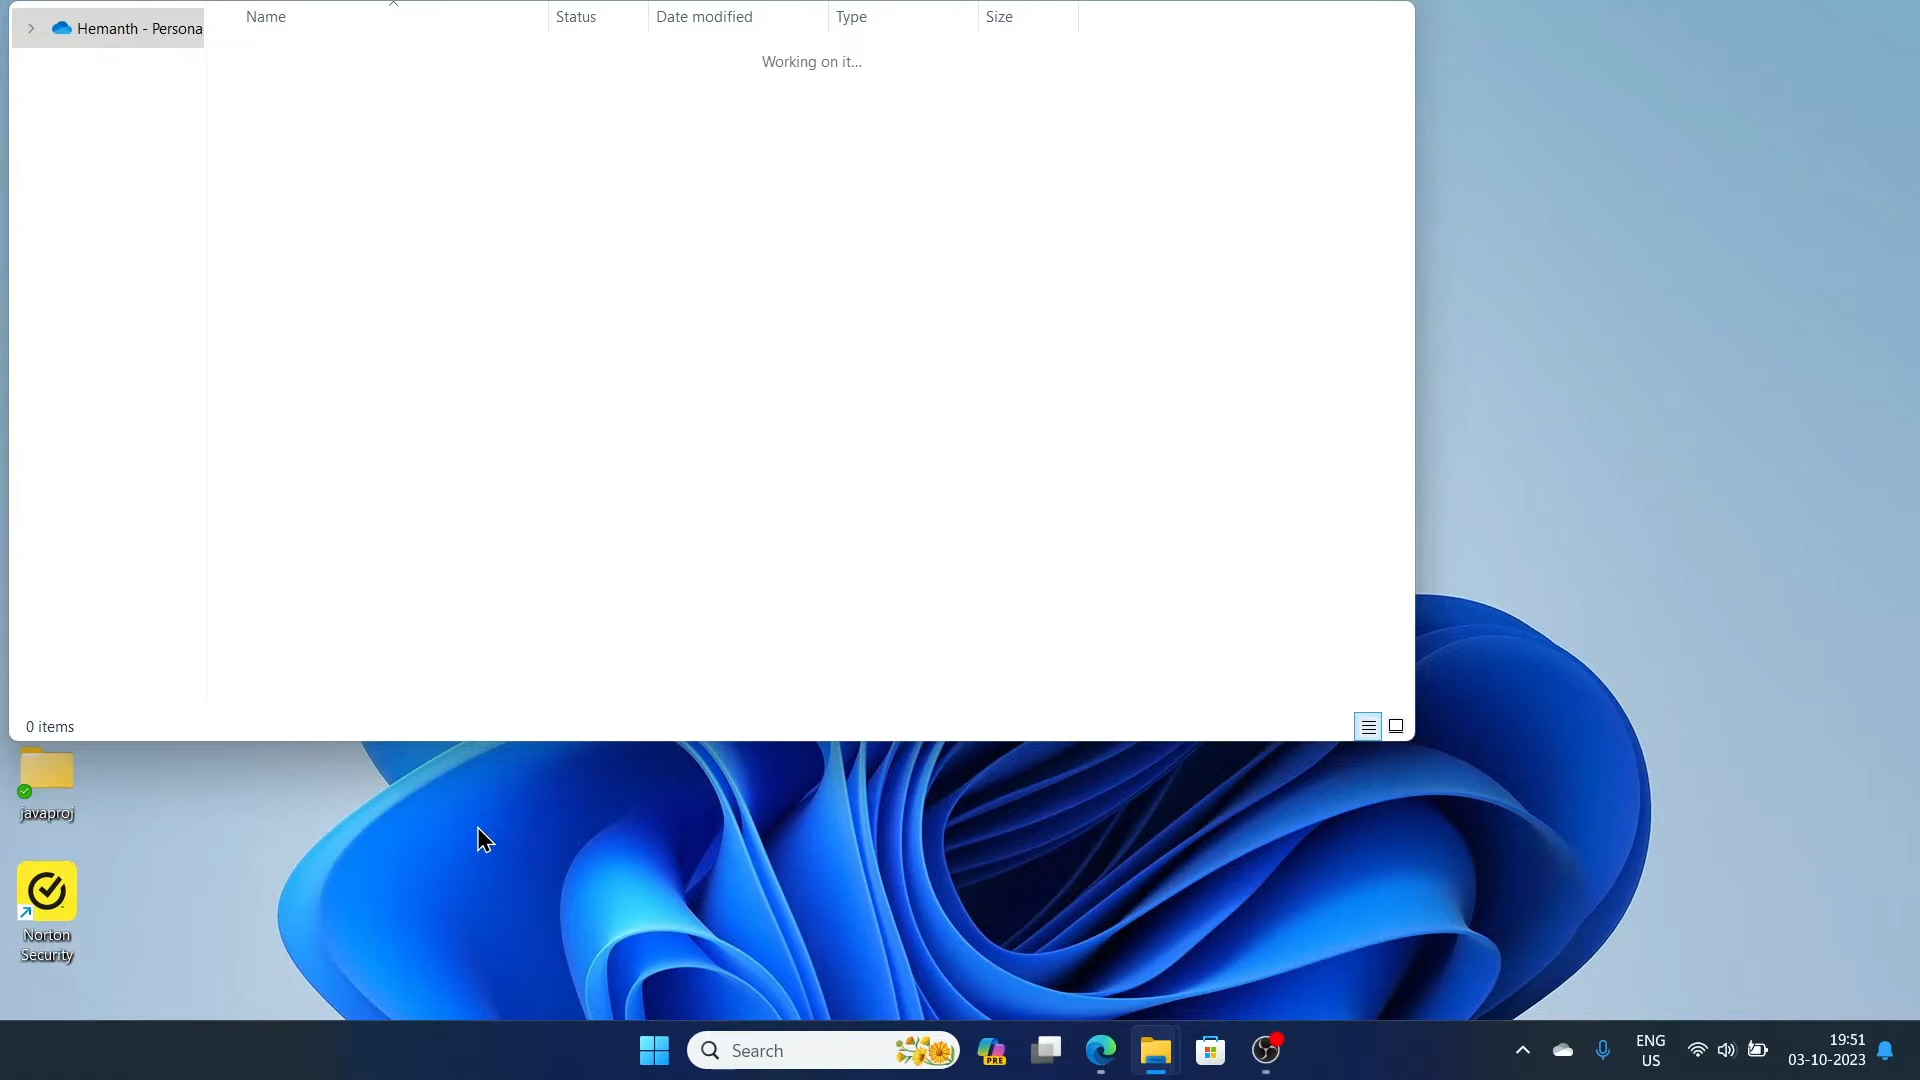 Hemanth - Persona
Name
Status
Date modified
Type
Size
Working on it...
0 items
javaproj
Norton
Security
Search
PRE
ENG
US
19:51
03-10-2023